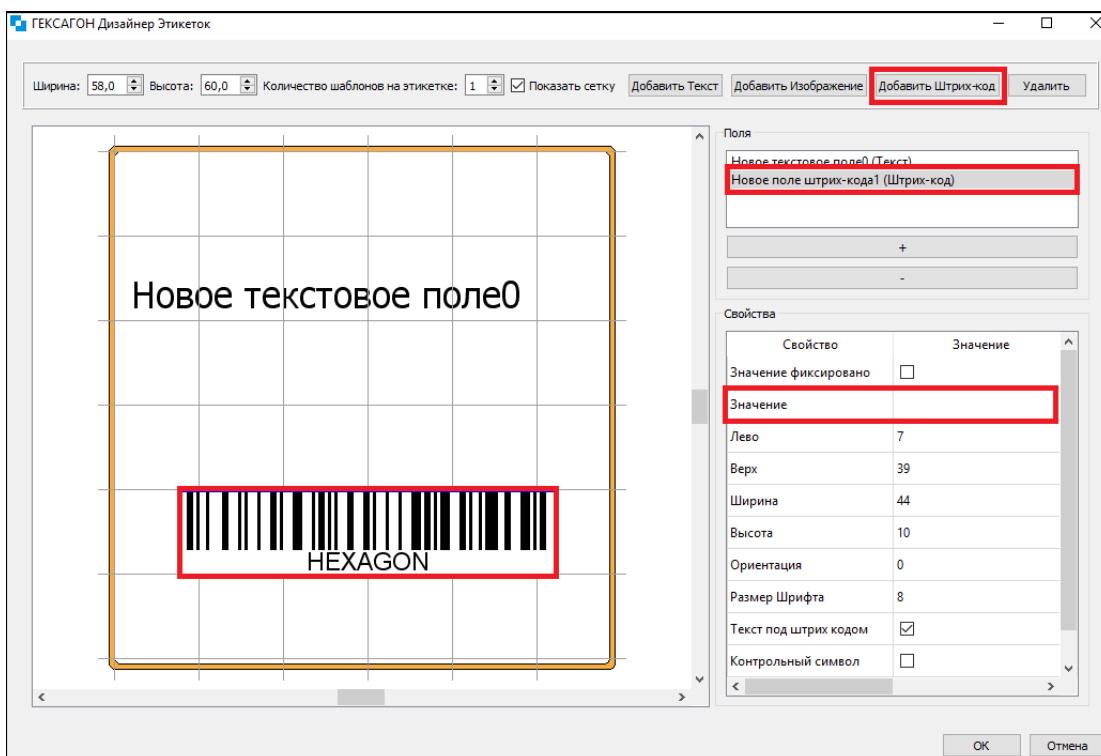 ГЕКСАГОН Дизайнер Этикеток
Ширина: 58,0 Высота: 60,0 Количество шаблонов на этикетке: 1 Показать сетку Добавить Текст Добавить Изображение Добавить Штрих-код Удалить
Новое текстовое поле0
HEXAGON
Поля
Новое текстовое поле0 (Текст)
Новое поле штрих-кода1 (Штрих-код)
+
-
Свойства
Свойство Значение
Значение фиксировано
Значение
Лево 7
Верх 39
Ширина 44
Высота 10
Ориентация 0
Размер Шрифта 8
Текст под штрих кодом
Контрольный символ
OK Отмена